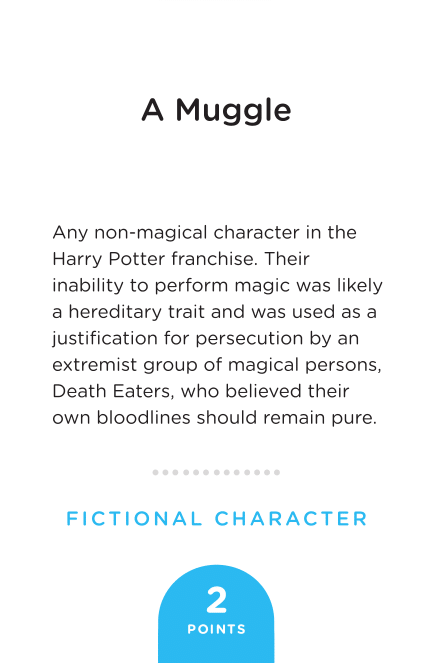 A Muggle
Any non-magical character in the
Harry Potter franchise. Their
inability to perform magic was likely
a hereditary trait and was used as a
justification for persecution by an
extremist group of magical persons,
Death Eaters, who believed their
own bloodlines should remain pure.
FICTIONAL CHARACTER
2
POINTS